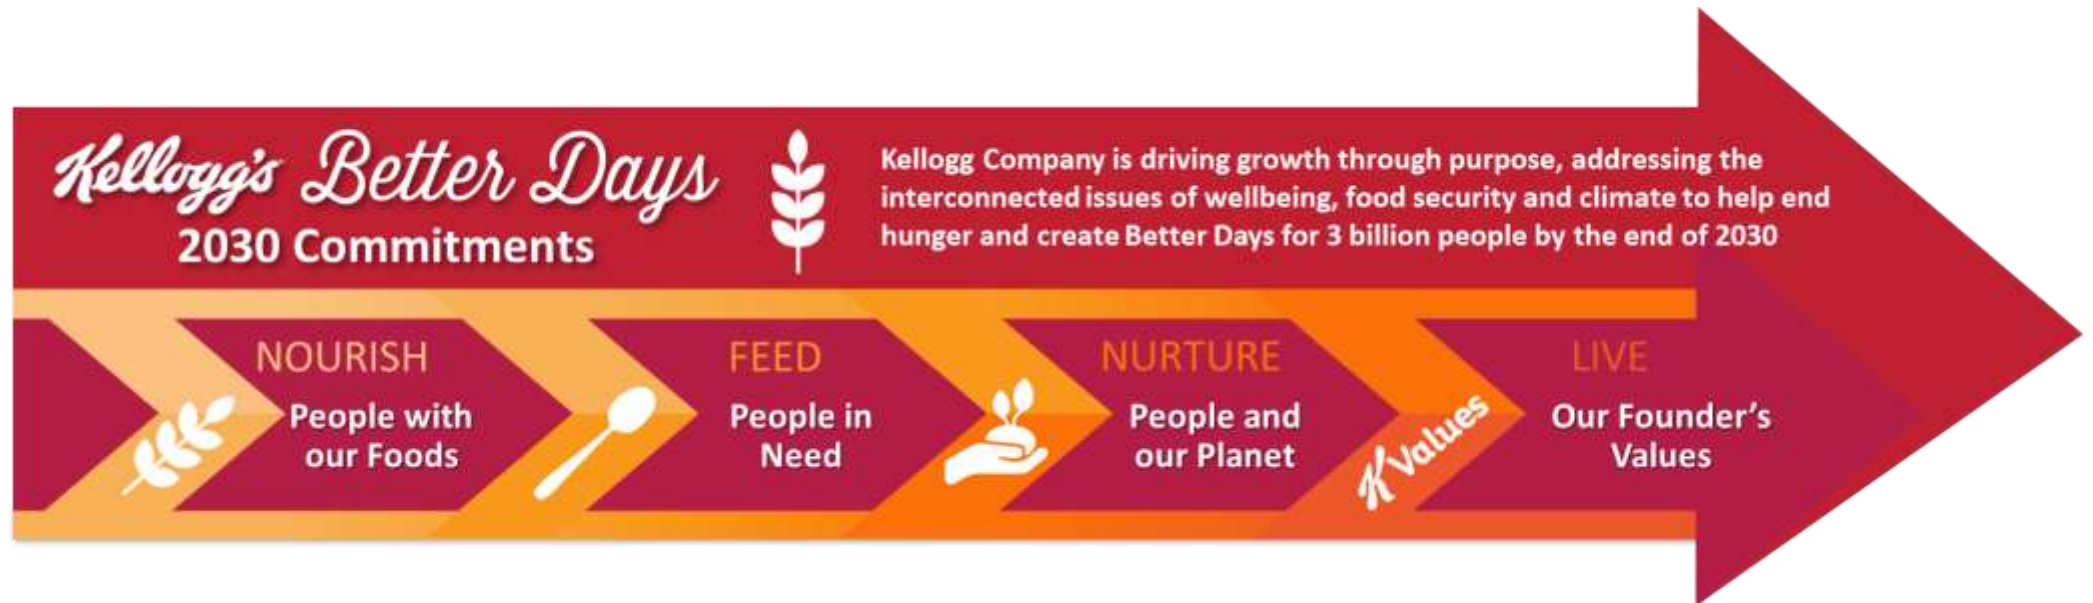 Kellogg's Better Days
2030 Commitments
Kellogg Company is driving growth through purpose, addressing the
interconnected issues of wellbeing, food security and climate to help end
hunger and create Better Days for 3 billion people by the end of 2030
NOURISH
People with
our Foods
FEED
People in
Need
NURTURE
People and
our Planet
K Values
LIVE
Our Founder’s
Values